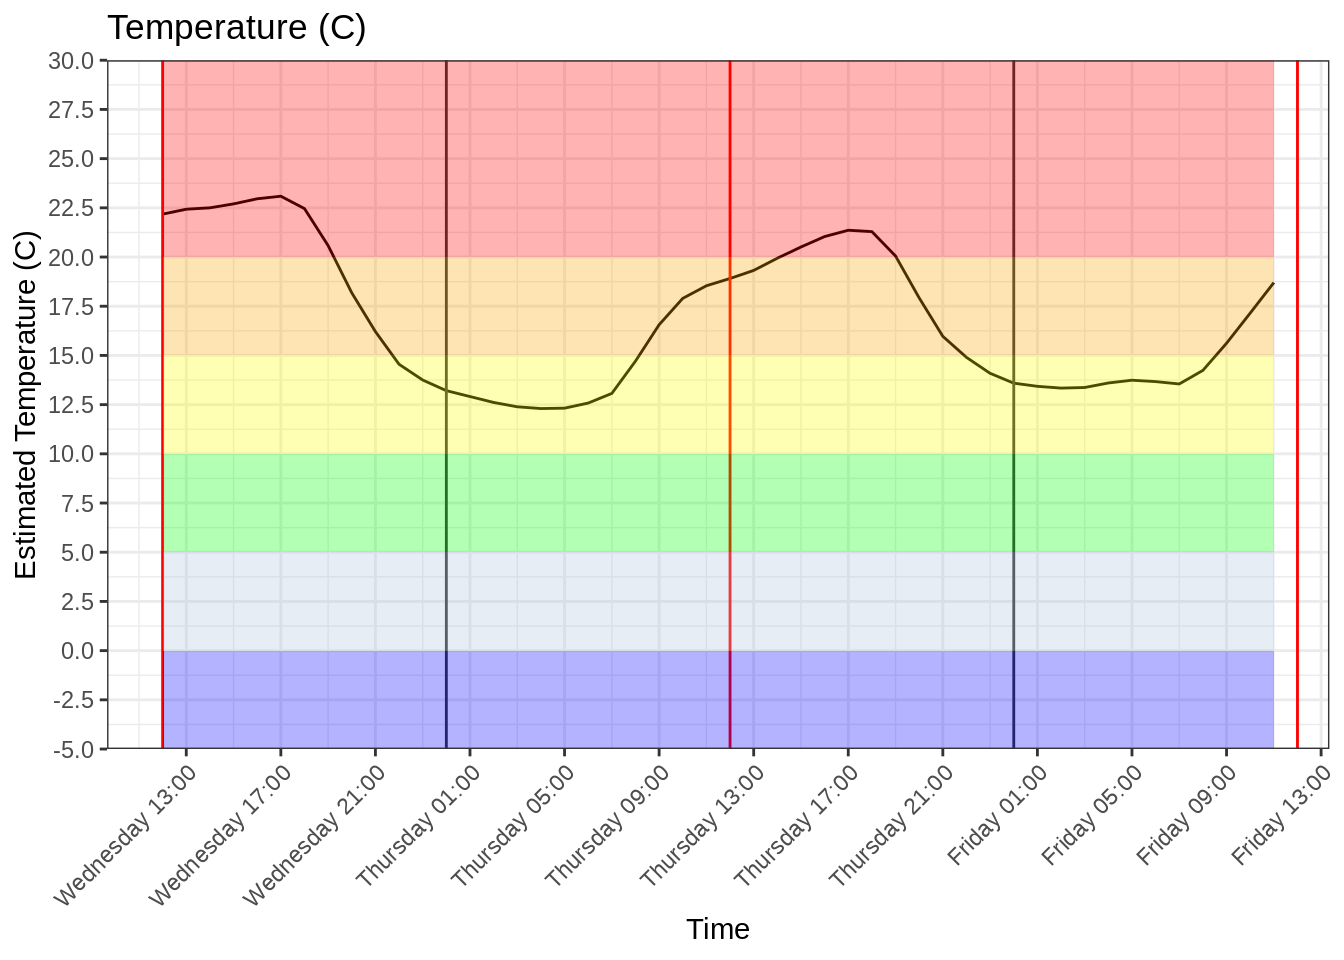 Temperature (C)
30.0
27.5
25.0
22.5
20.0
17.5
15.0
12.5
10.0
7.5
5.0
2.5
0.0
-2.5
-5.0
Estimated Temperature (C)
Wednesday 13:00
Wednesday 17:00
Wednesday 21:00
Thursday 01:00
Thursday 05:00
Thursday 09:00
Thursday 13:00
Thursday 17:00
Thursday 21:00
Friday 01:00
Friday 05:00
Friday 09:00
Friday 13:00
Time